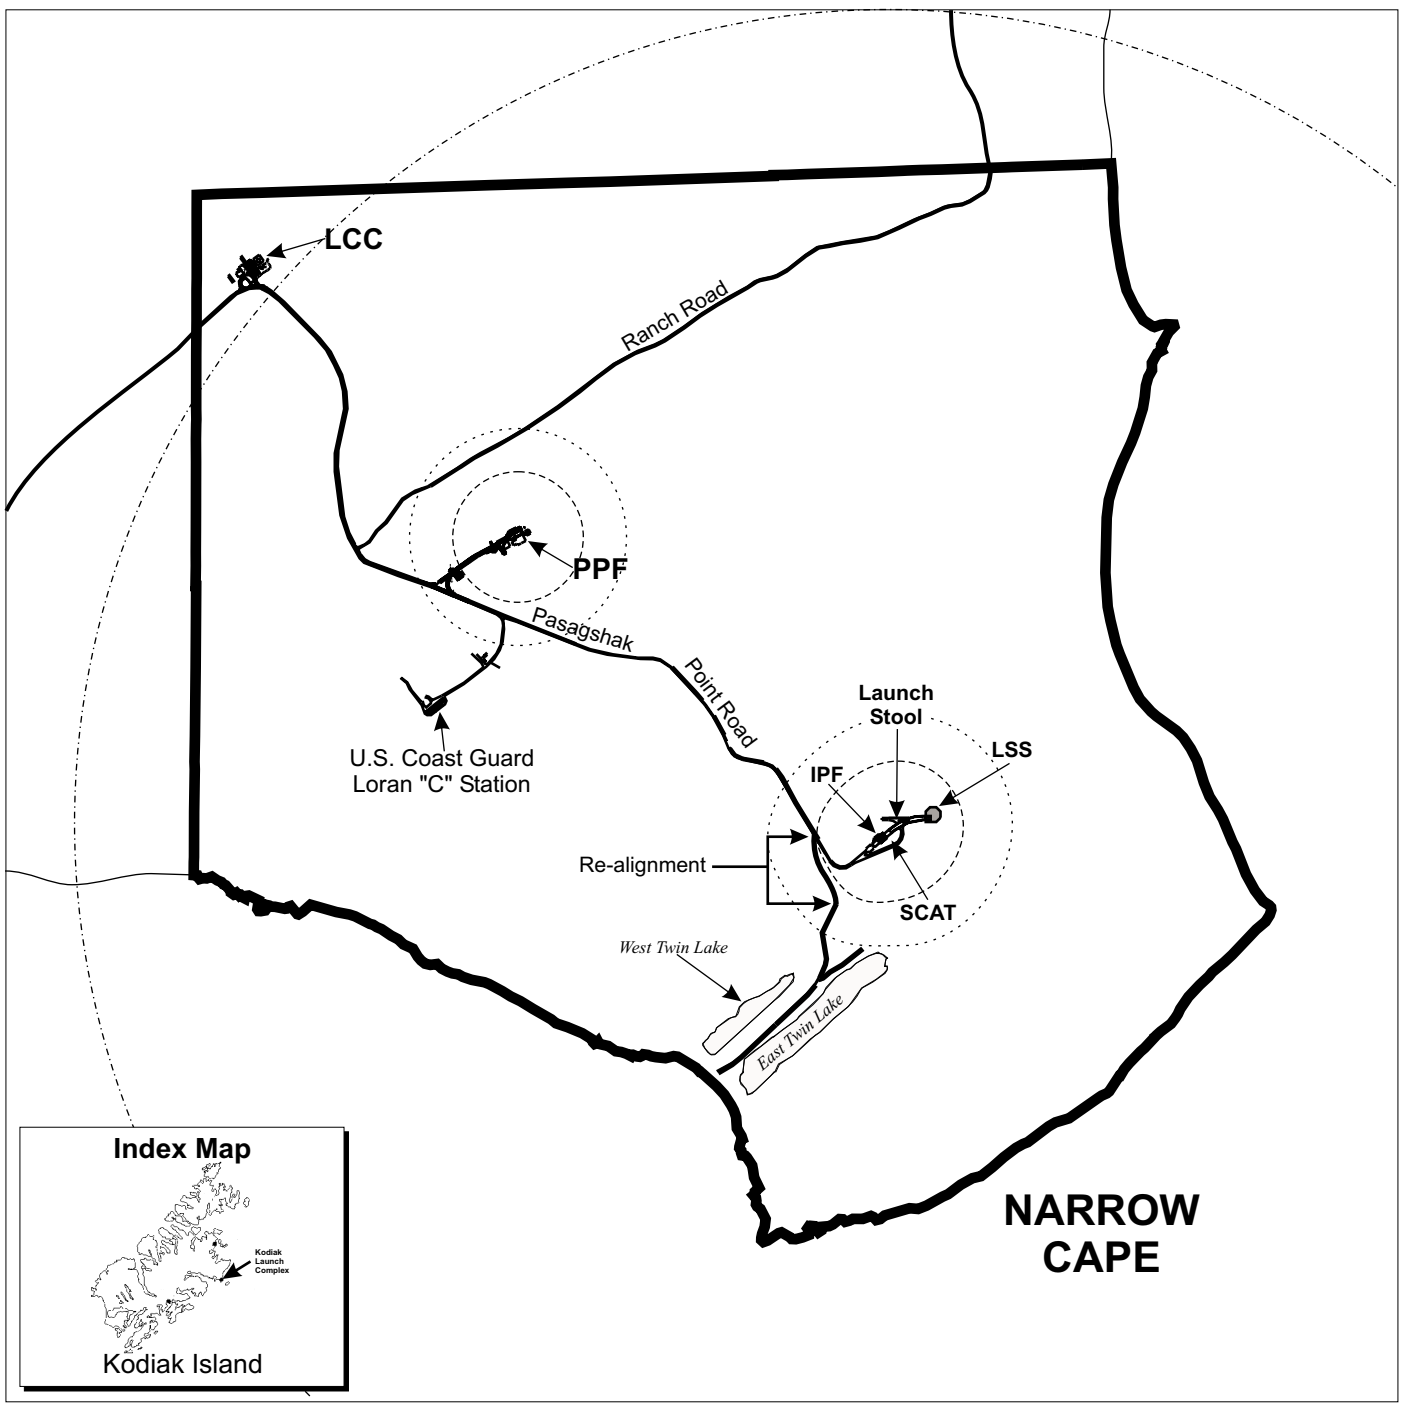 LCC
Ranch Road
PPF
Pasagshak
Point Road
U.S. Coast Guard
Loran "C" Station
Launch
Stool
LSS
IPF
Re-alignment
SCAT
West Twin Lake
East Twin Lake
NARROW
CAPE
Index Map
Kodiak
Launch
Complex
Kodiak Island